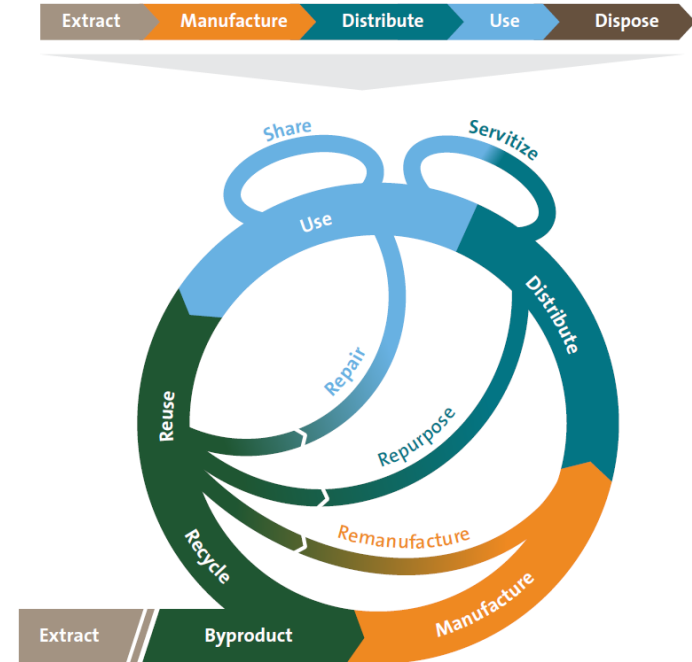 Extract Manufacture Distribute Use Dispose
Share
Servitize
Use
Distribute
Repair
Reuse
Repurpose
Remanufacture
Recycle
Manufacture
Extract Byproduct